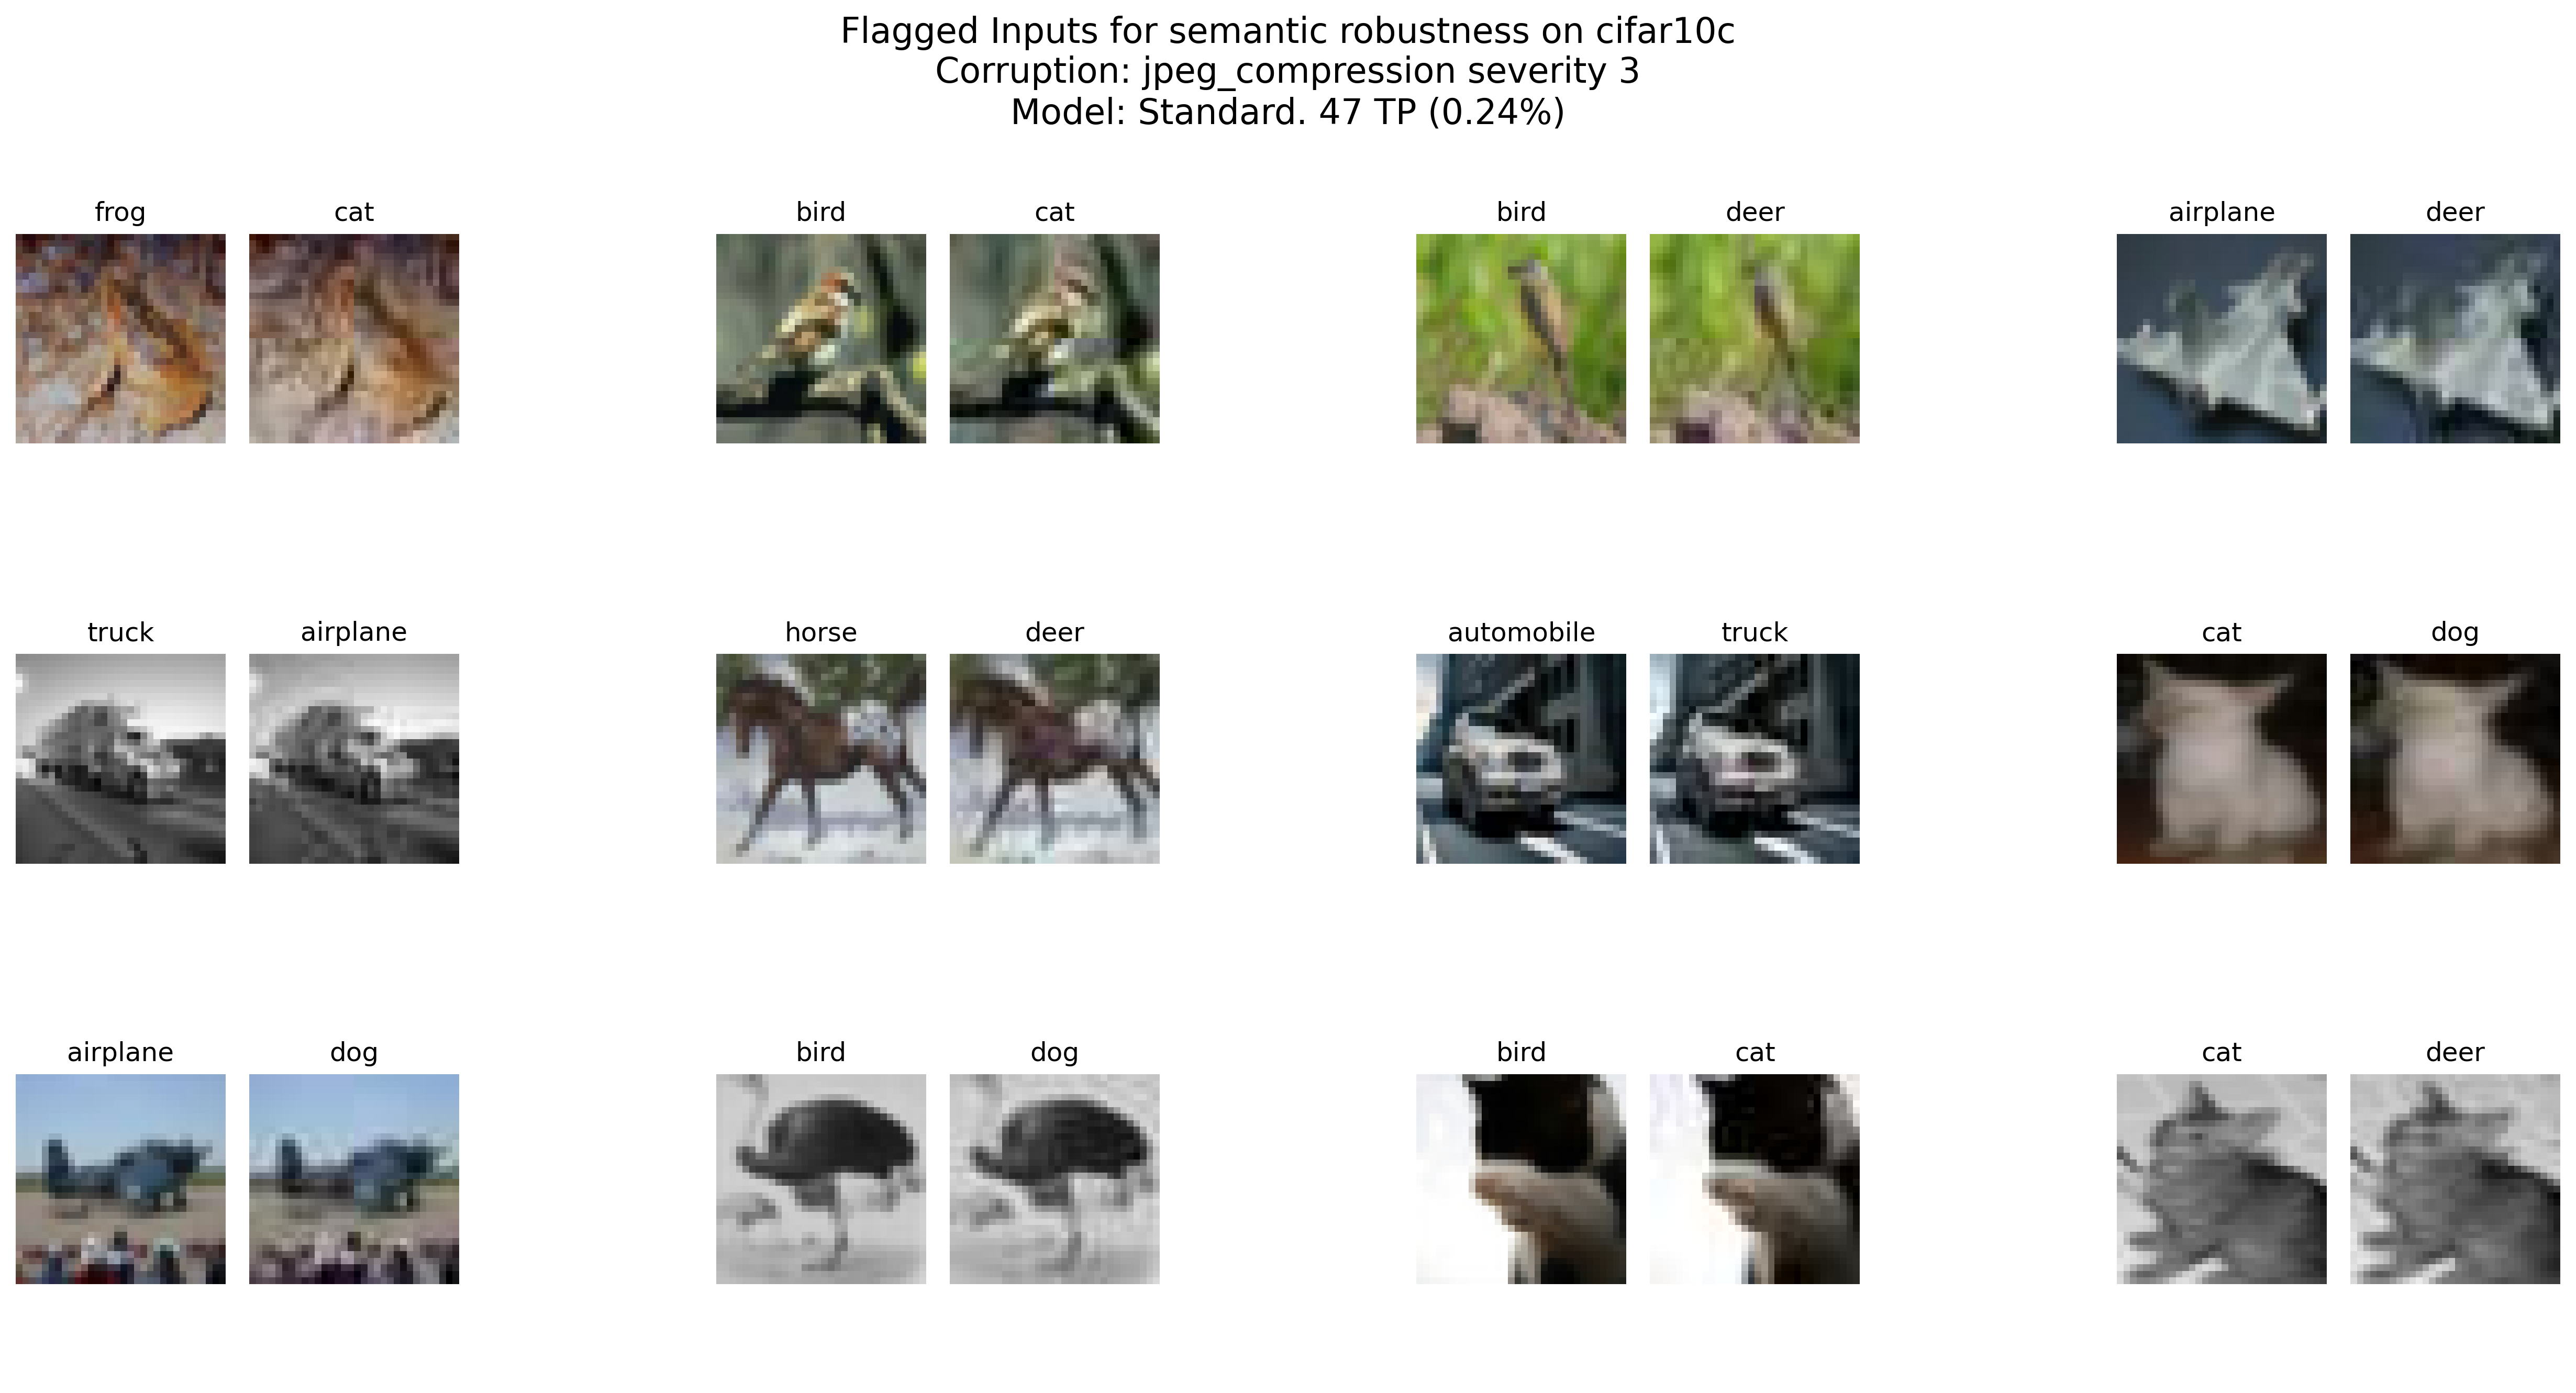 Flagged Inputs for semantic robustness on cifar10c
Corruption: jpeg_compression severity 3
Model: Standard. 47 TP (0.24%)
frog cat bird cat bird deer airplane deer
truck airplane horse deer automobile truck cat dog
airplane dog bird dog bird cat cat deer